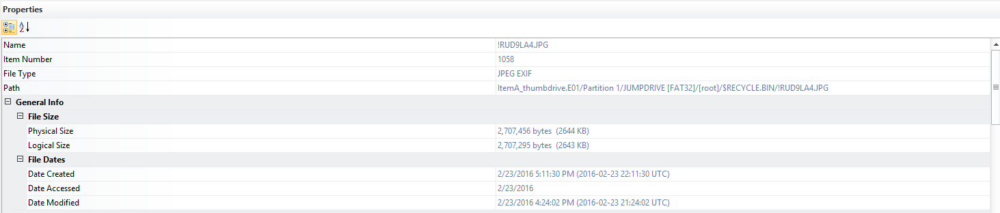 Properties
A Z
Name !RUD9LA4.JPG
Item Number 1058
File Type JPEG EXIF
Path ItemA_thumbdrive.E01/Partition 1/JUMPDRIVE [FAT32]/[root]/$RECYCLE.BIN/!RUD9LA4.JPG
General Info
File Size
Physical Size 2,707,456 bytes (2644 KB)
Logical Size 2,707,295 bytes (2643 KB)
File Dates
Date Created 2/23/2016 5:11:30 PM (2016-02-23 22:11:30 UTC)
Date Accessed 2/23/2016
Date Modified 2/23/2016 4:24:02 PM (2016-02-23 21:24:02 UTC)